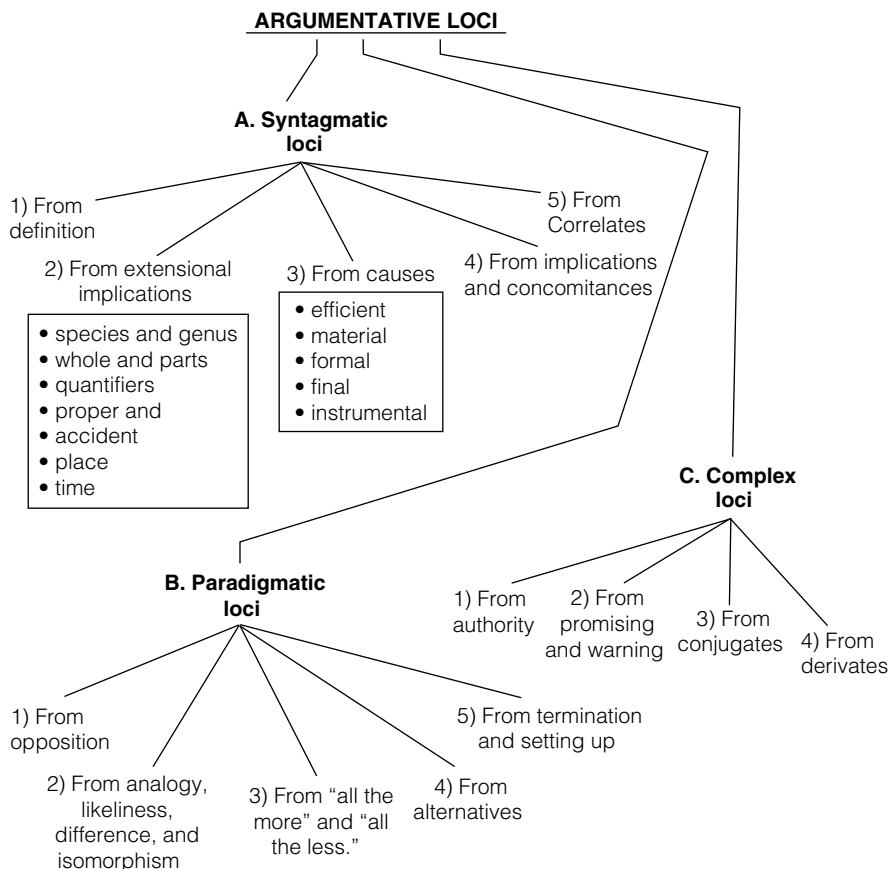 ARGUMENTATIVE LOCI
A. Syntagmatic
loci
1) From
definition
2) From extensional
implications
• species and genus
• whole and parts
• quantifiers
• proper and
• accident
• place
• time
3) From causes
• efficient
• material
• formal
• final
• instrumental
4) From implications
and concomitances
5) From
Correlates
B. Paradigmatic
loci
1) From
opposition
2) From analogy,
likeliness,
difference, and
isomorphism
3) From “all the
more” and “all
the less.”
4) From
alternatives
5) From termination
and setting up
C. Complex
loci
1) From
authority
2) From
promising
and warning
3) From
conjugates
4) From
derivates